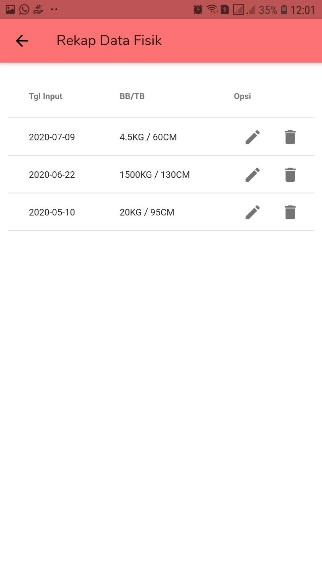 35% 12:01
Rekap Data Fisik
Tgl Input BB/TB Opsi
2020-07-09 4.5KG / 60CM
2020-06-22 1500KG / 130CM
2020-05-10 20KG / 95CM